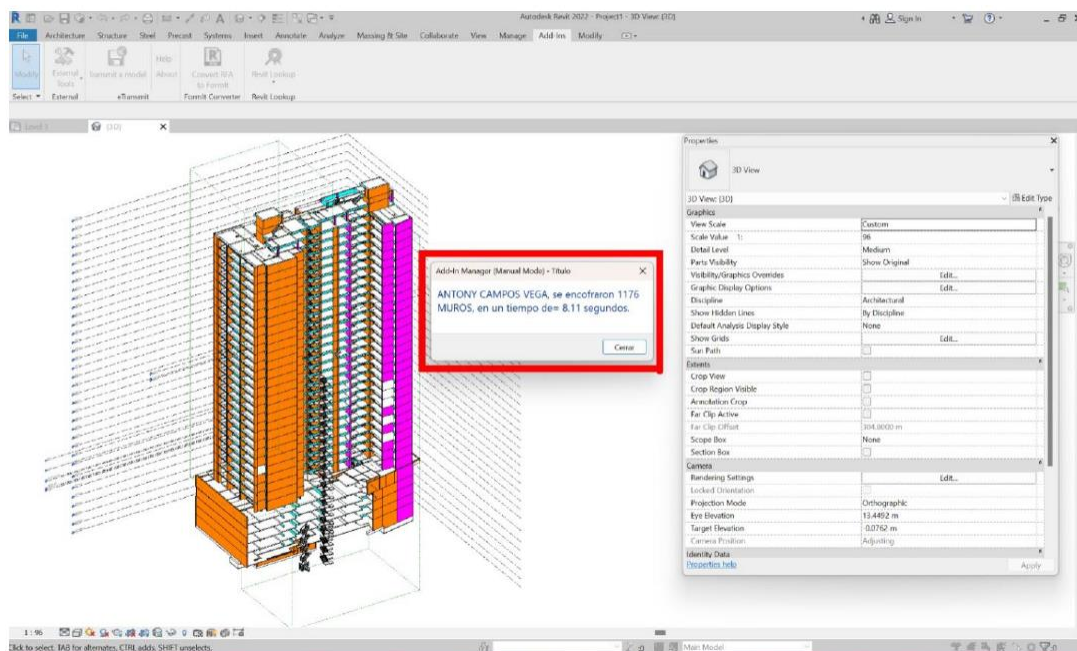 Autodesk Revit 2022 - Project1 - 3D View: {3D}
Sign In
File Architecture Structure Steel Precast Systems Insert Annotate Analyze Massing & Site Collaborate View Manage Add-Ins Modify
Modify External Tools Transmit a model Help About Convert RFA to FormIt Revit Lookup
Select External eTransmit FormIt Converter Revit Lookup
Level 1 {3D}
Properties
3D View
3D View: {3D} Edit Type
Graphics
View Scale Custom
Scale Value 1: 96
Detail Level Medium
Parts Visibility Show Original
Visibility/Graphics Overrides Edit...
Graphic Display Options Edit...
Discipline Architectural
Show Hidden Lines By Discipline
Default Analysis Display Style None
Show Grids Edit...
Sun Path
Extents
Crop View
Crop Region Visible
Annotation Crop
Far Clip Active
Far Clip Offset 304.8000 m
Scope Box None
Section Box
Camera
Rendering Settings Edit...
Locked Orientation
Projection Mode Orthographic
Eye Elevation 13.4492 m
Target Elevation -0.0762 m
Camera Position Adjusting
Identity Data
Properties help Apply
Add-In Manager (Manual Mode) - Título
ANTONY CAMPOS VEGA, se encofraron 1176
MUROS, en un tiempo de= 8.11 segundos.
Cerrar
1 : 96
Click to select, TAB for alternates, CTRL adds, SHIFT unselects.
:0 Main Model :0